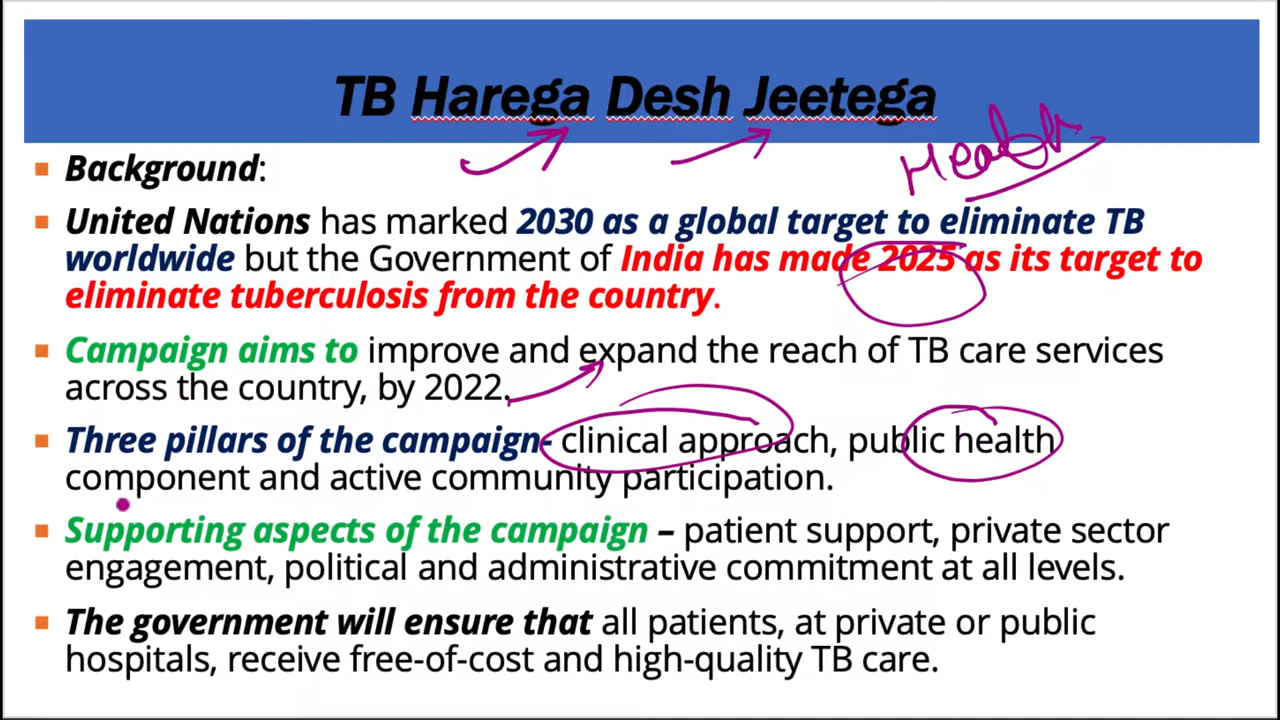 TB Harega Desh Jeetega
Health
Background:
United Nations has marked 2030 as a global target to eliminate TB
worldwide but the Government of India has made 2025 as its target to
eliminate tuberculosis from the country.
Campaign aims to improve and expand the reach of TB care services
across the country, by 2022.
Three pillars of the campaign- clinical approach, public health
component and active community participation.
Supporting aspects of the campaign – patient support, private sector
engagement, political and administrative commitment at all levels.
The government will ensure that all patients, at private or public
hospitals, receive free-of-cost and high-quality TB care.